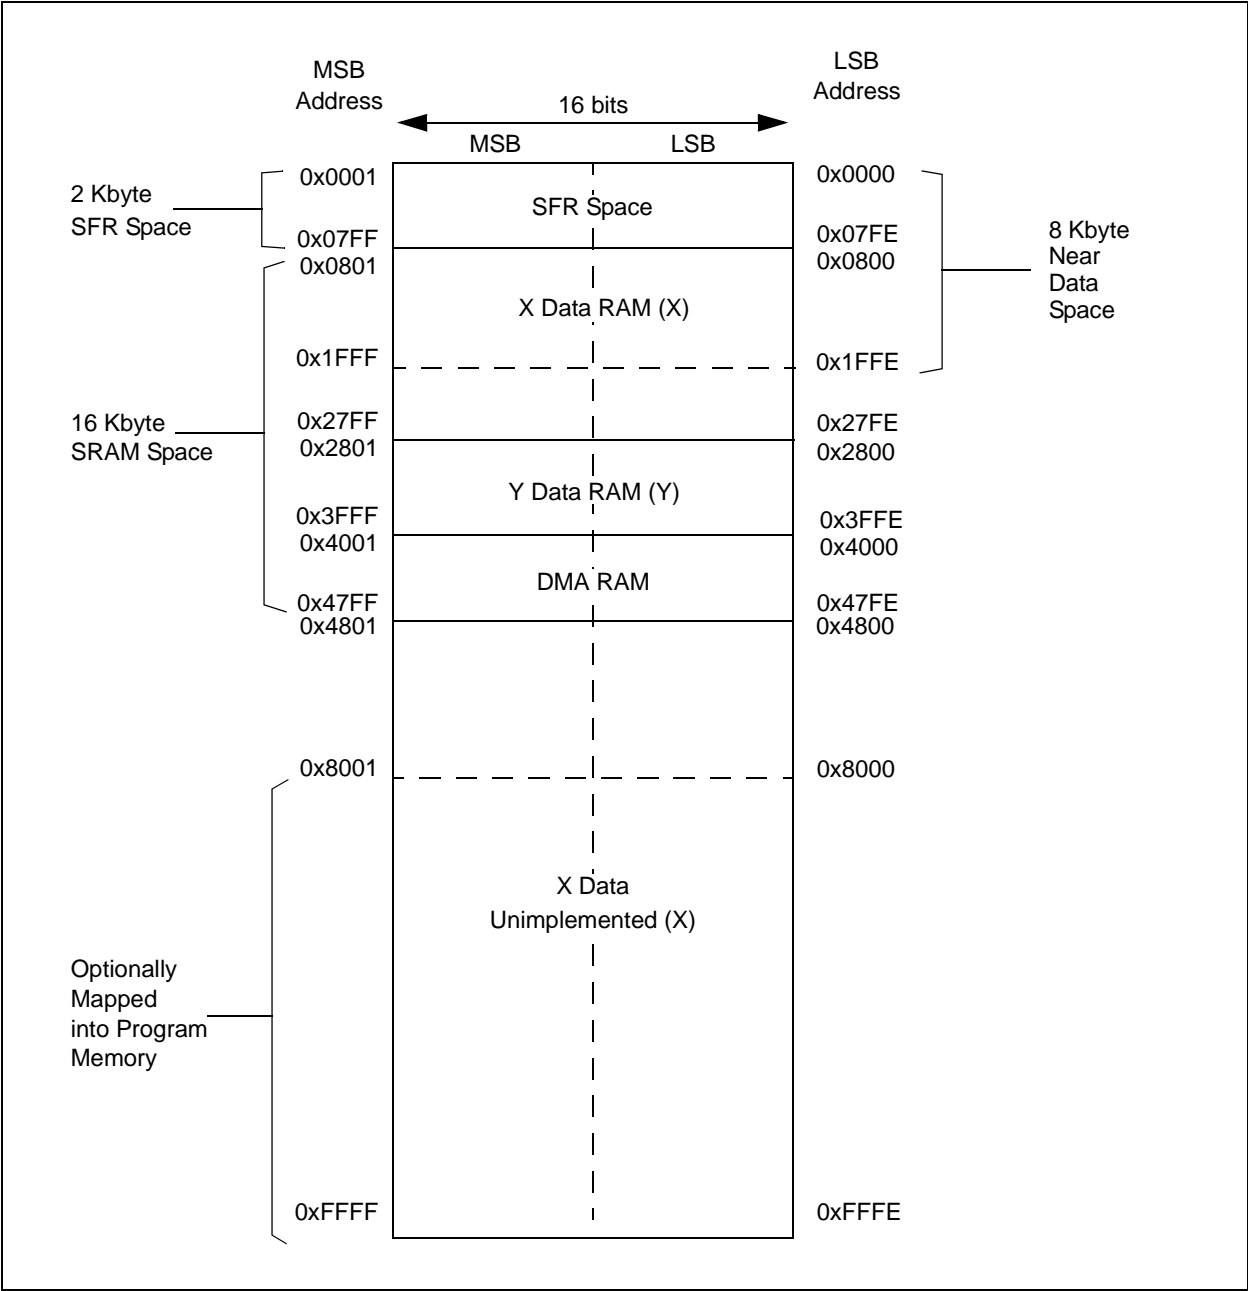 MSB
Address
LSB
Address
16 bits
MSB
LSB
0x0001
0x0000
2 Kbyte
SFR Space
SFR Space
0x07FF
0x07FE
0x0801
0x0800
8 Kbyte
Near
Data
Space
X Data RAM (X)
0x1FFF
0x1FFE
16 Kbyte
SRAM Space
0x27FF
0x27FE
0x2801
0x2800
Y Data RAM (Y)
0x3FFF
0x3FFE
0x4001
0x4000
DMA RAM
0x47FF
0x47FE
0x4801
0x4800
0x8001
0x8000
X Data
Unimplemented (X)
Optionally
Mapped
into Program
Memory
0xFFFF
0xFFFE